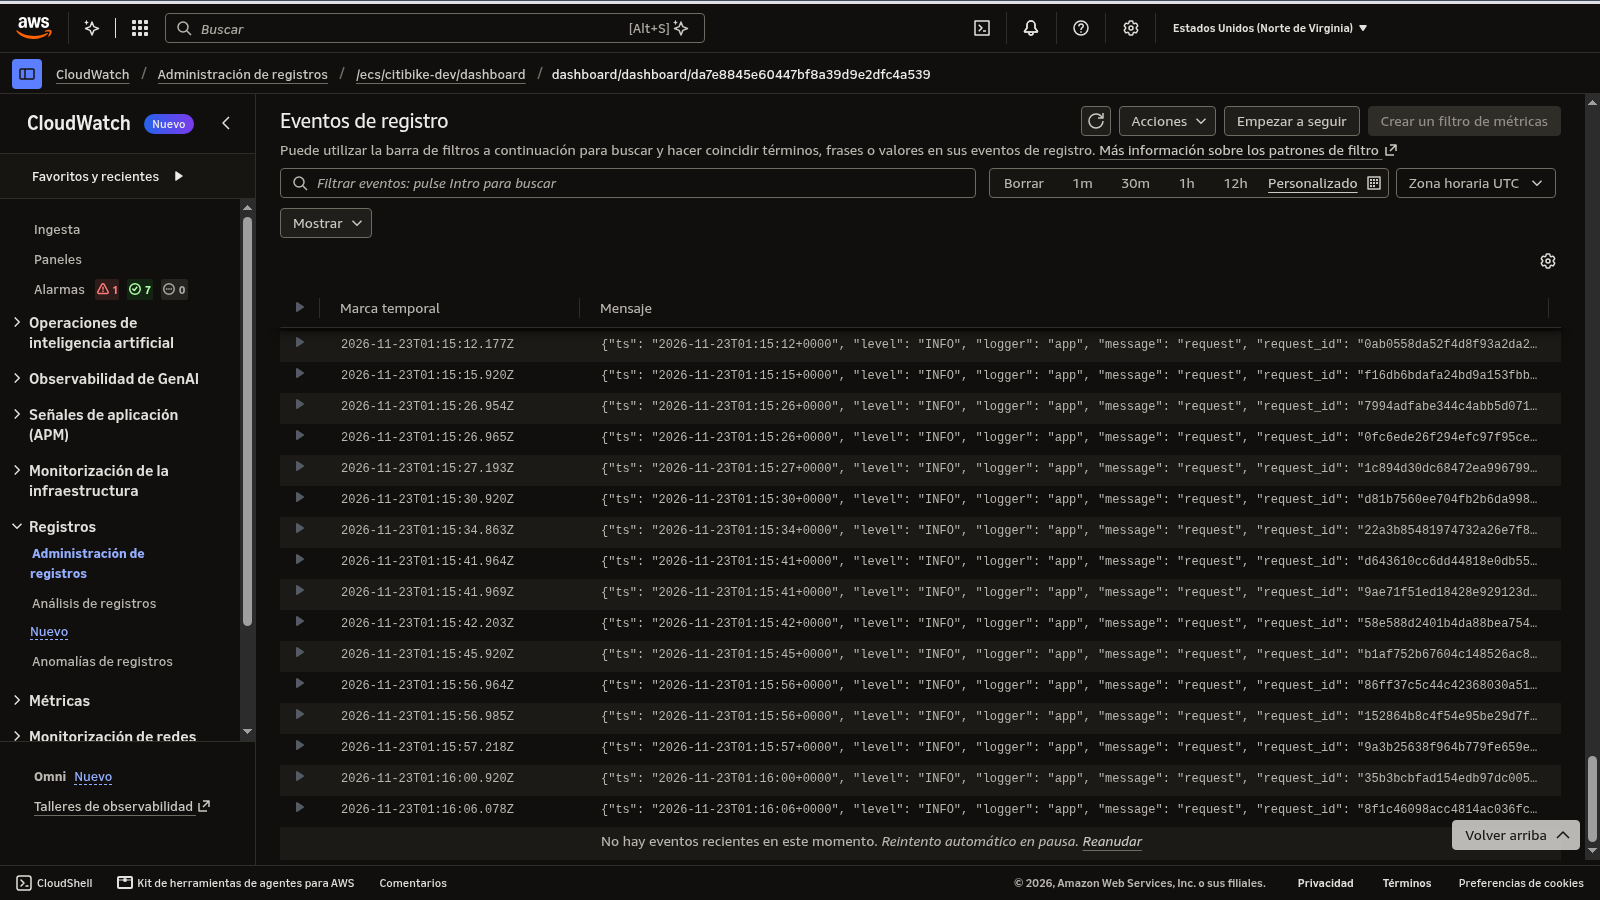 aws
Buscar
[Alt+S]
Estados Unidos (Norte de Virginia)
CloudWatch / Administración de registros / /ecs/citibike-dev/dashboard / dashboard/dashboard/da7e8845e60447bf8a39d9e2dfc4a539
CloudWatch Nuevo
Favoritos y recientes
Ingesta
Paneles
Alarmas 1 7 0
Operaciones de
inteligencia artificial
Observabilidad de GenAI
Señales de aplicación
(APM)
Monitorización de la
infraestructura
Registros
Administración de
registros
Análisis de registros
Nuevo
Anomalías de registros
Métricas
Monitorización de redes
Omni Nuevo
Talleres de observabilidad
Eventos de registro
Acciones
Empezar a seguir
Crear un filtro de métricas
Puede utilizar la barra de filtros a continuación para buscar y hacer coincidir términos, frases o valores en sus eventos de registro. Más información sobre los patrones de filtro
Filtrar eventos: pulse Intro para buscar
Borrar 1m 30m 1h 12h Personalizado
Zona horaria UTC
Mostrar
Marca temporal Mensaje
2026-11-23T01:15:12.177Z {"ts": "2026-11-23T01:15:12+0000", "level": "INFO", "logger": "app", "message": "request", "request_id": "0ab0558da52f4d8f93a2da2…
2026-11-23T01:15:15.920Z {"ts": "2026-11-23T01:15:15+0000", "level": "INFO", "logger": "app", "message": "request", "request_id": "f16db6bdafa24bd9a153fbb…
2026-11-23T01:15:26.954Z {"ts": "2026-11-23T01:15:26+0000", "level": "INFO", "logger": "app", "message": "request", "request_id": "7994adfabe344c4abb5d071…
2026-11-23T01:15:26.965Z {"ts": "2026-11-23T01:15:26+0000", "level": "INFO", "logger": "app", "message": "request", "request_id": "0fc6ede26f294efc97f95ce…
2026-11-23T01:15:27.193Z {"ts": "2026-11-23T01:15:27+0000", "level": "INFO", "logger": "app", "message": "request", "request_id": "1c894d30dc68472ea996799…
2026-11-23T01:15:30.920Z {"ts": "2026-11-23T01:15:30+0000", "level": "INFO", "logger": "app", "message": "request", "request_id": "d81b7560ee704fb2b6da998…
2026-11-23T01:15:34.863Z {"ts": "2026-11-23T01:15:34+0000", "level": "INFO", "logger": "app", "message": "request", "request_id": "22a3b85481974732a26e7f8…
2026-11-23T01:15:41.964Z {"ts": "2026-11-23T01:15:41+0000", "level": "INFO", "logger": "app", "message": "request", "request_id": "d643610cc6dd44818e0db55…
2026-11-23T01:15:41.969Z {"ts": "2026-11-23T01:15:41+0000", "level": "INFO", "logger": "app", "message": "request", "request_id": "9ae71f51ed18428e929123d…
2026-11-23T01:15:42.203Z {"ts": "2026-11-23T01:15:42+0000", "level": "INFO", "logger": "app", "message": "request", "request_id": "58e588d2401b4da88bea754…
2026-11-23T01:15:45.920Z {"ts": "2026-11-23T01:15:45+0000", "level": "INFO", "logger": "app", "message": "request", "request_id": "b1af752b67604c148526ac8…
2026-11-23T01:15:56.964Z {"ts": "2026-11-23T01:15:56+0000", "level": "INFO", "logger": "app", "message": "request", "request_id": "86ff37c5c44c42368030a51…
2026-11-23T01:15:56.985Z {"ts": "2026-11-23T01:15:56+0000", "level": "INFO", "logger": "app", "message": "request", "request_id": "152864b8c4f54e95be29d7f…
2026-11-23T01:15:57.218Z {"ts": "2026-11-23T01:15:57+0000", "level": "INFO", "logger": "app", "message": "request", "request_id": "9a3b25638f964b779fe659e…
2026-11-23T01:16:00.920Z {"ts": "2026-11-23T01:16:00+0000", "level": "INFO", "logger": "app", "message": "request", "request_id": "35b3bcbfad154edb97dc005…
2026-11-23T01:16:06.078Z {"ts": "2026-11-23T01:16:06+0000", "level": "INFO", "logger": "app", "message": "request", "request_id": "8f1c46098acc4814ac036fc…
No hay eventos recientes en este momento. Reintento automático en pausa. Reanudar
Volver arriba
CloudShell
Kit de herramientas de agentes para AWS
Comentarios
© 2026, Amazon Web Services, Inc. o sus filiales.
Privacidad
Términos
Preferencias de cookies